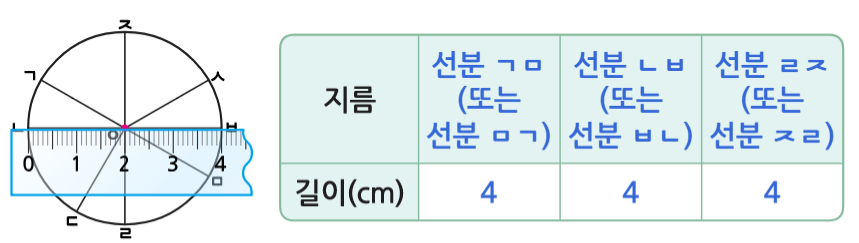 ㅈ
ㄱ ㅅ
ㄴ ㅇ ㅂ
0 1 2 3 4
ㅁ
ㄷ
ㄹ
지름 선분 ㄱㅁ (또는 선분 ㅁㄱ) 선분 ㄴㅂ (또는 선분 ㅂㄴ) 선분 ㄹㅈ (또는 선분 ㅈㄹ)
길이(cm) 4 4 4